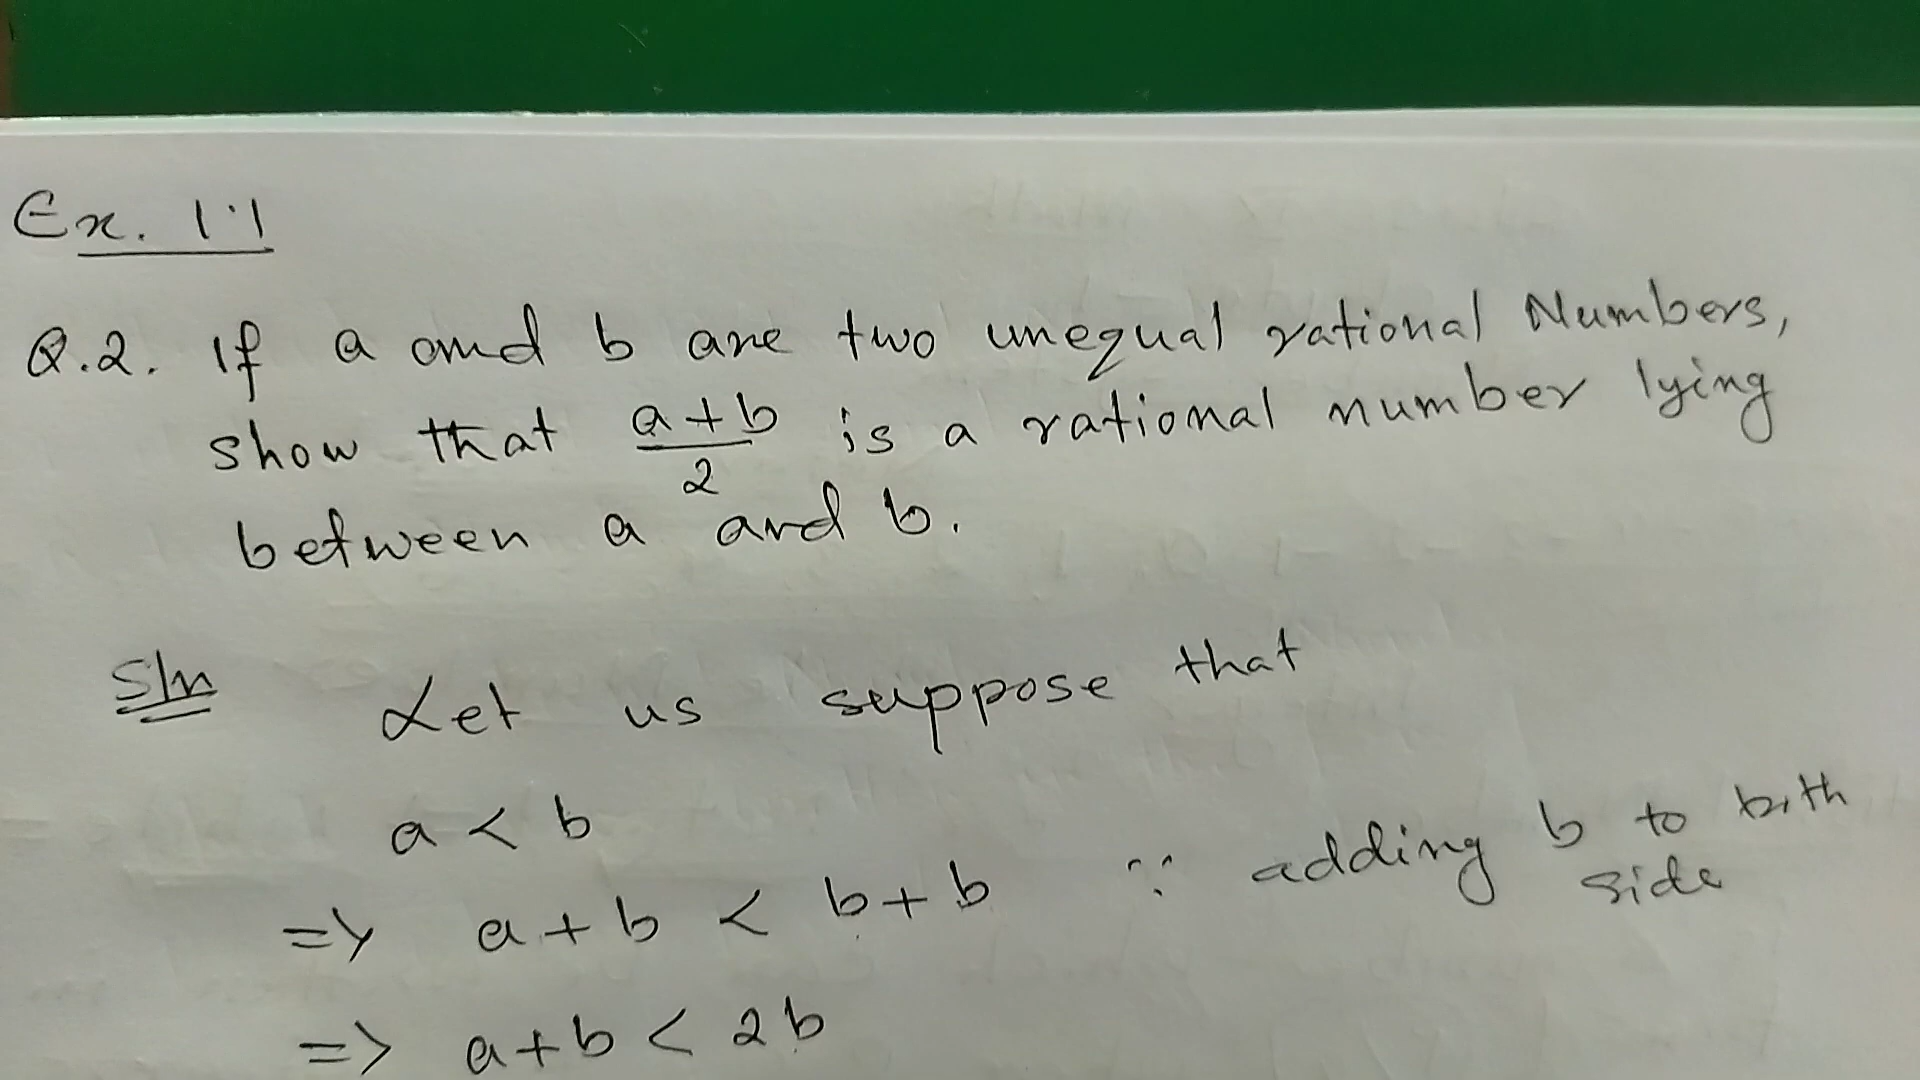 Ex. 1.1
Q.2. If a and b are two unequal rational Numbers,
show that a+b/2 is a rational number lying
between a and b.
Sln Let us suppose that
a < b
=> a+b < b+b ∵ adding b to both
side
=> a+b < 2b